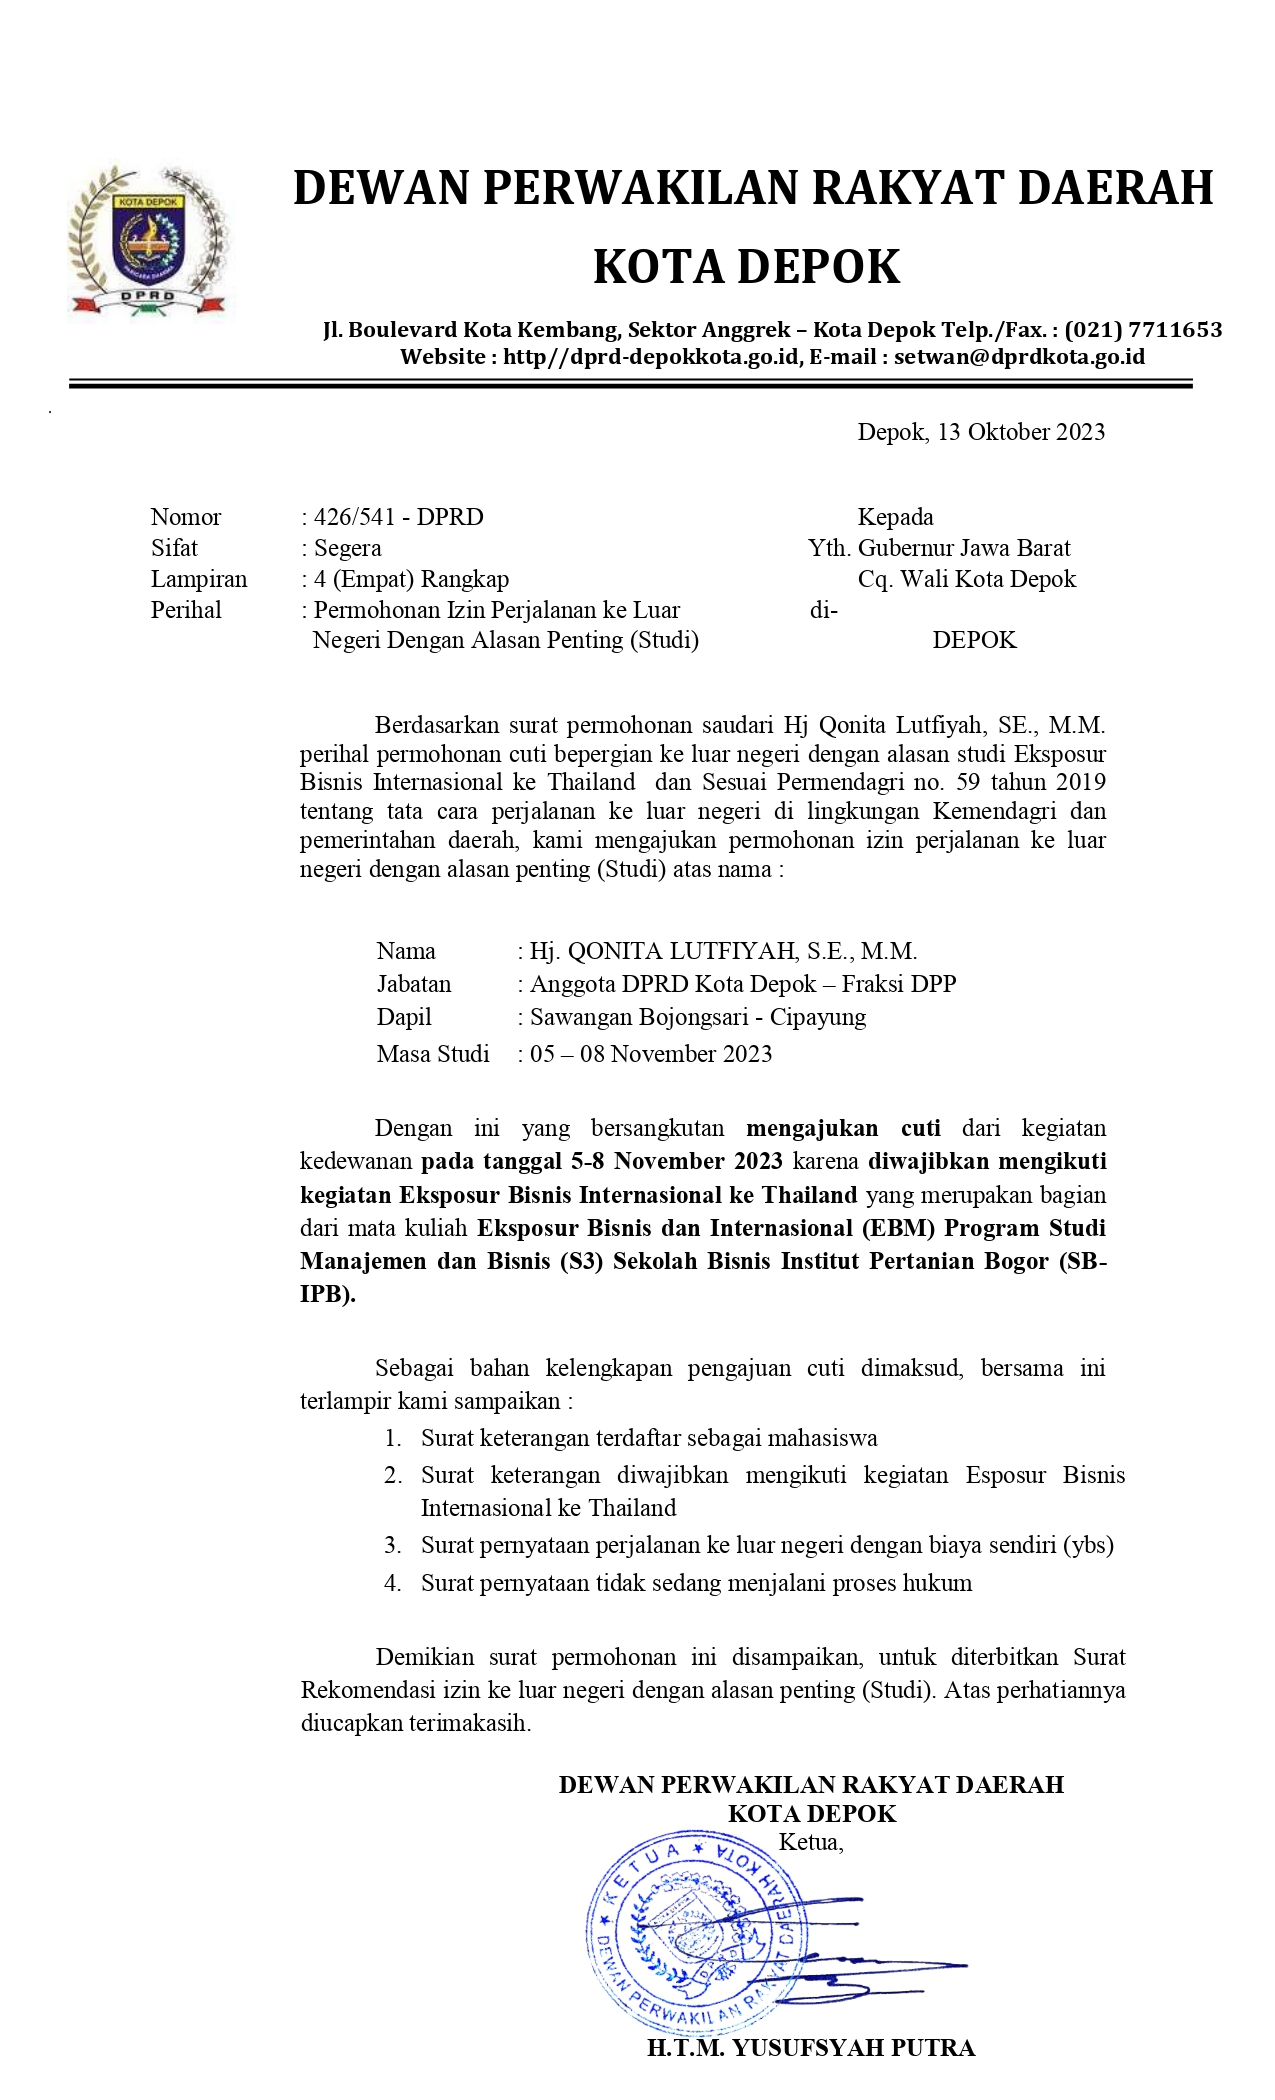 KOTA DEPOK
PARICARA DHARMA
DPRD
DEWAN PERWAKILAN RAKYAT DAERAH
KOTA DEPOK
Jl. Boulevard Kota Kembang, Sektor Anggrek – Kota Depok Telp./Fax. : (021) 7711653
Website : http//dprd-depokkota.go.id, E-mail : setwan@dprdkota.go.id
Depok, 13 Oktober 2023
Nomor : 426/541 - DPRD Kepada
Sifat : Segera Yth. Gubernur Jawa Barat
Lampiran : 4 (Empat) Rangkap Cq. Wali Kota Depok
Perihal : Permohonan Izin Perjalanan ke Luar di-
Negeri Dengan Alasan Penting (Studi) DEPOK
Berdasarkan surat permohonan saudari Hj Qonita Lutfiyah, SE., M.M.
perihal permohonan cuti bepergian ke luar negeri dengan alasan studi Eksposur
Bisnis Internasional ke Thailand dan Sesuai Permendagri no. 59 tahun 2019
tentang tata cara perjalanan ke luar negeri di lingkungan Kemendagri dan
pemerintahan daerah, kami mengajukan permohonan izin perjalanan ke luar
negeri dengan alasan penting (Studi) atas nama :
Nama : Hj. QONITA LUTFIYAH, S.E., M.M.
Jabatan : Anggota DPRD Kota Depok – Fraksi DPP
Dapil : Sawangan Bojongsari - Cipayung
Masa Studi : 05 – 08 November 2023
Dengan ini yang bersangkutan mengajukan cuti dari kegiatan
kedewanan pada tanggal 5-8 November 2023 karena diwajibkan mengikuti
kegiatan Eksposur Bisnis Internasional ke Thailand yang merupakan bagian
dari mata kuliah Eksposur Bisnis dan Internasional (EBM) Program Studi
Manajemen dan Bisnis (S3) Sekolah Bisnis Institut Pertanian Bogor (SB-
IPB).
Sebagai bahan kelengkapan pengajuan cuti dimaksud, bersama ini
terlampir kami sampaikan :
1. Surat keterangan terdaftar sebagai mahasiswa
2. Surat keterangan diwajibkan mengikuti kegiatan Esposur Bisnis
Internasional ke Thailand
3. Surat pernyataan perjalanan ke luar negeri dengan biaya sendiri (ybs)
4. Surat pernyataan tidak sedang menjalani proses hukum
Demikian surat permohonan ini disampaikan, untuk diterbitkan Surat
Rekomendasi izin ke luar negeri dengan alasan penting (Studi). Atas perhatiannya
diucapkan terimakasih.
DEWAN PERWAKILAN RAKYAT DAERAH
KOTA DEPOK
Ketua,
KETUA
DEWAN PERWAKILAN RAKYAT DAERAH KOTA
DPRD
H.T.M. YUSUFSYAH PUTRA